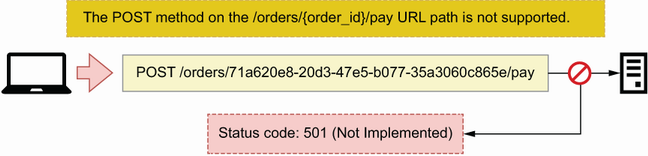 The POST method on the /orders/{order_id}/pay URL path is not supported.
POST /orders/71a620e8-20d3-47e5-b077-35a3060c865e/pay
Status code: 501 (Not Implemented)